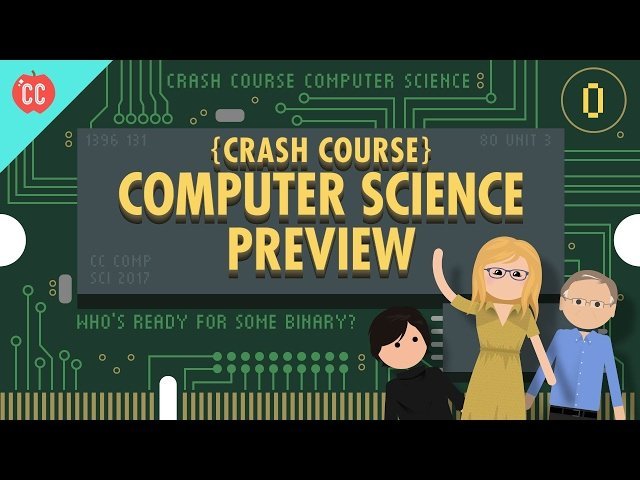 CC
CRASH COURSE COMPUTER SCIENCE
0
1396 131
80 UNIT 3
{CRASH COURSE}
COMPUTER SCIENCE
PREVIEW
CC COMP
SCI 2017
WHO'S READY FOR SOME BINARY?